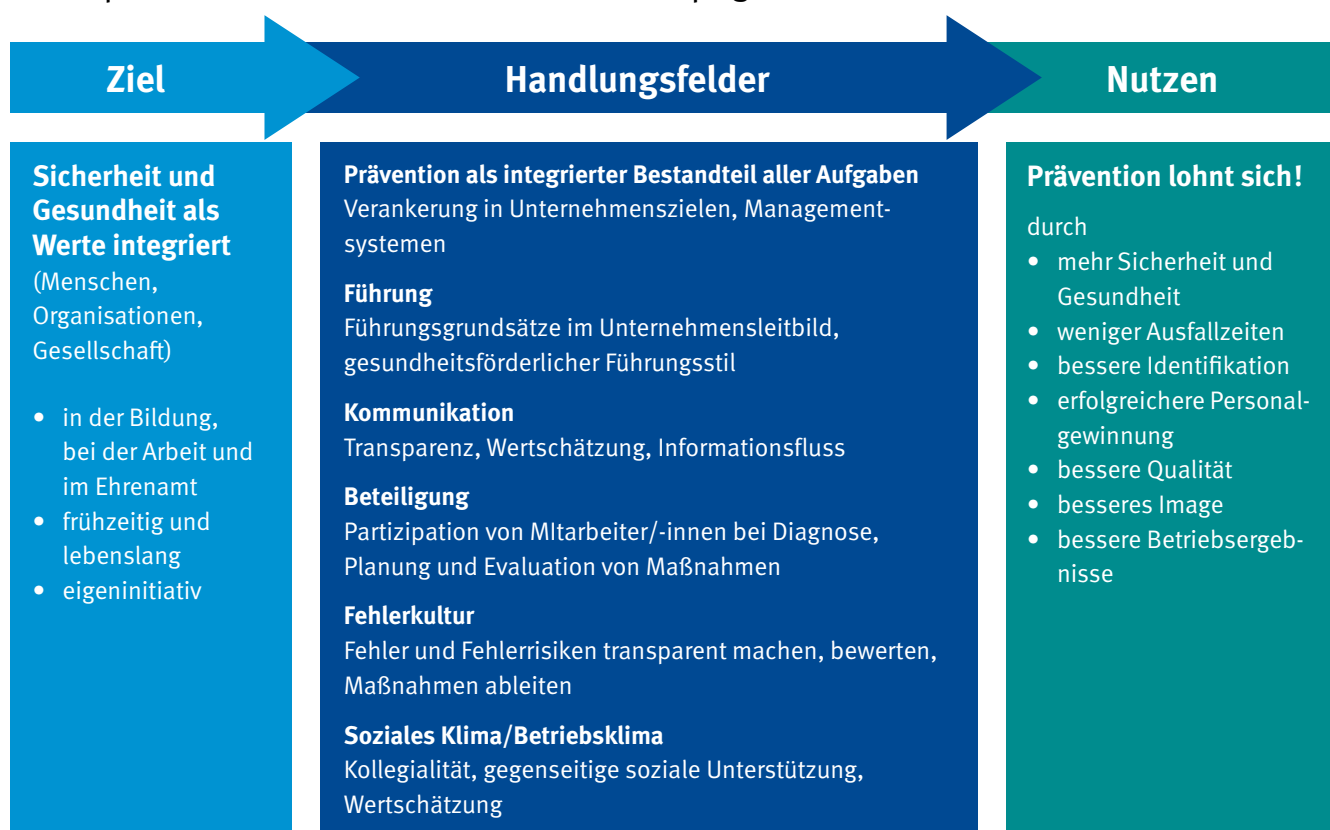 Ziel
Handlungsfelder
Nutzen
Sicherheit und
Gesundheit als
Werte integriert
(Menschen,
Organisationen,
Gesellschaft)
• in der Bildung,
bei der Arbeit und
im Ehrenamt
• frühzeitig und
lebenslang
• eigeninitiativ
Prävention als integrierter Bestandteil aller Aufgaben
Verankerung in Unternehmenszielen, Management-
systemen
Führung
Führungsgrundsätze im Unternehmensleitbild,
gesundheitsförderlicher Führungsstil
Kommunikation
Transparenz, Wertschätzung, Informationsfluss
Beteiligung
Partizipation von MItarbeiter/-innen bei Diagnose,
Planung und Evaluation von Maßnahmen
Fehlerkultur
Fehler und Fehlerrisiken transparent machen, bewerten,
Maßnahmen ableiten
Soziales Klima/Betriebsklima
Kollegialität, gegenseitige soziale Unterstützung,
Wertschätzung
Prävention lohnt sich!
durch
• mehr Sicherheit und
Gesundheit
• weniger Ausfallzeiten
• bessere Identifikation
• erfolgreichere Personal-
gewinnung
• bessere Qualität
• besseres Image
• bessere Betriebsergeb-
nisse